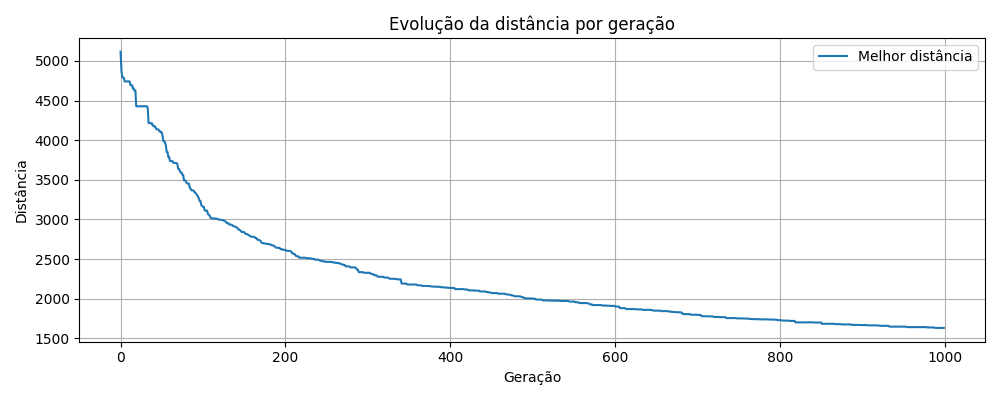 Evolução da distância por geração
Melhor distância
Distância
5000
4500
4000
3500
3000
2500
2000
1500
0 200 400 600 800 1000
Geração